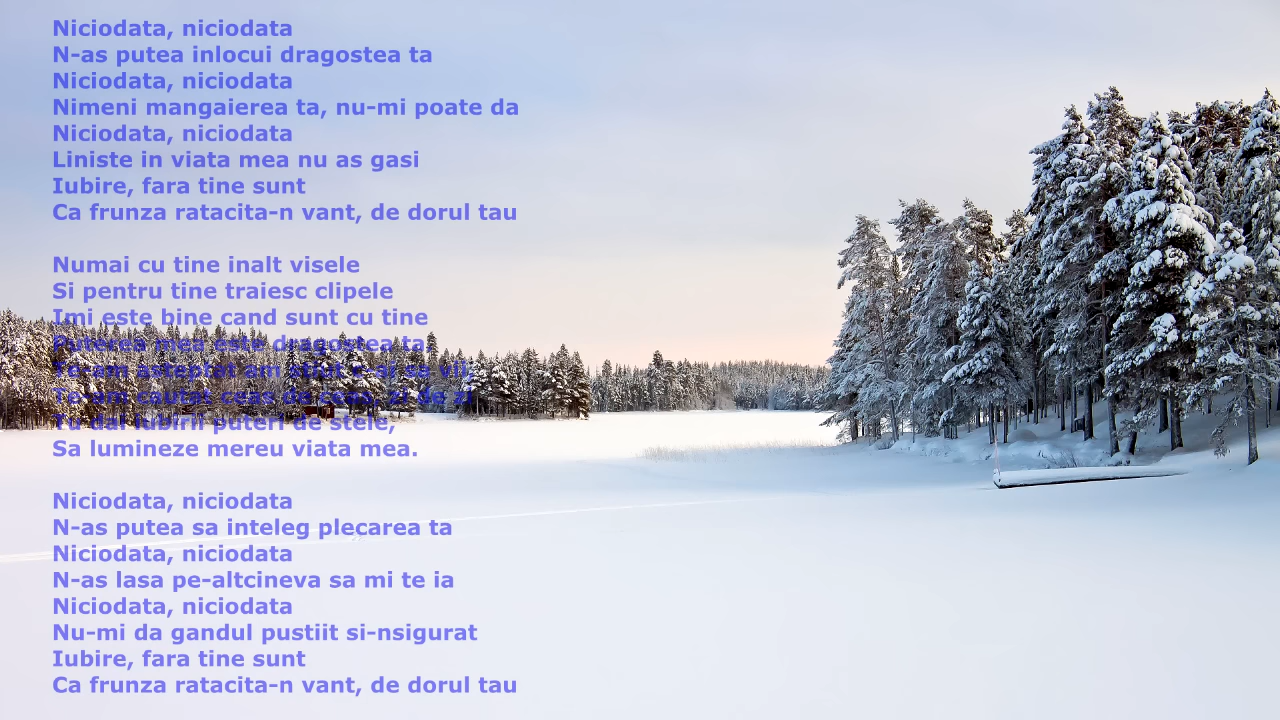 Niciodata, niciodata
N-as putea inlocui dragostea ta
Niciodata, niciodata
Nimeni mangaierea ta, nu-mi poate da
Niciodata, niciodata
Liniste in viata mea nu as gasi
Iubire, fara tine sunt
Ca frunza ratacita-n vant, de dorul tau

Numai cu tine inalt visele
Si pentru tine traiesc clipele
Imi este bine cand sunt cu tine
Puterea mea este dragostea ta.
Te-am asteptat am stiut c-ai sa vii,
Te-am cautat ceas de ceas, zi de zi
Tu dai iubirii puteri de stele,
Sa lumineze mereu viata mea.

Niciodata, niciodata
N-as putea sa inteleg plecarea ta
Niciodata, niciodata
N-as lasa pe-altcineva sa mi te ia
Niciodata, niciodata
Nu-mi da gandul pustiit si-nsigurat
Iubire, fara tine sunt
Ca frunza ratacita-n vant, de dorul tau